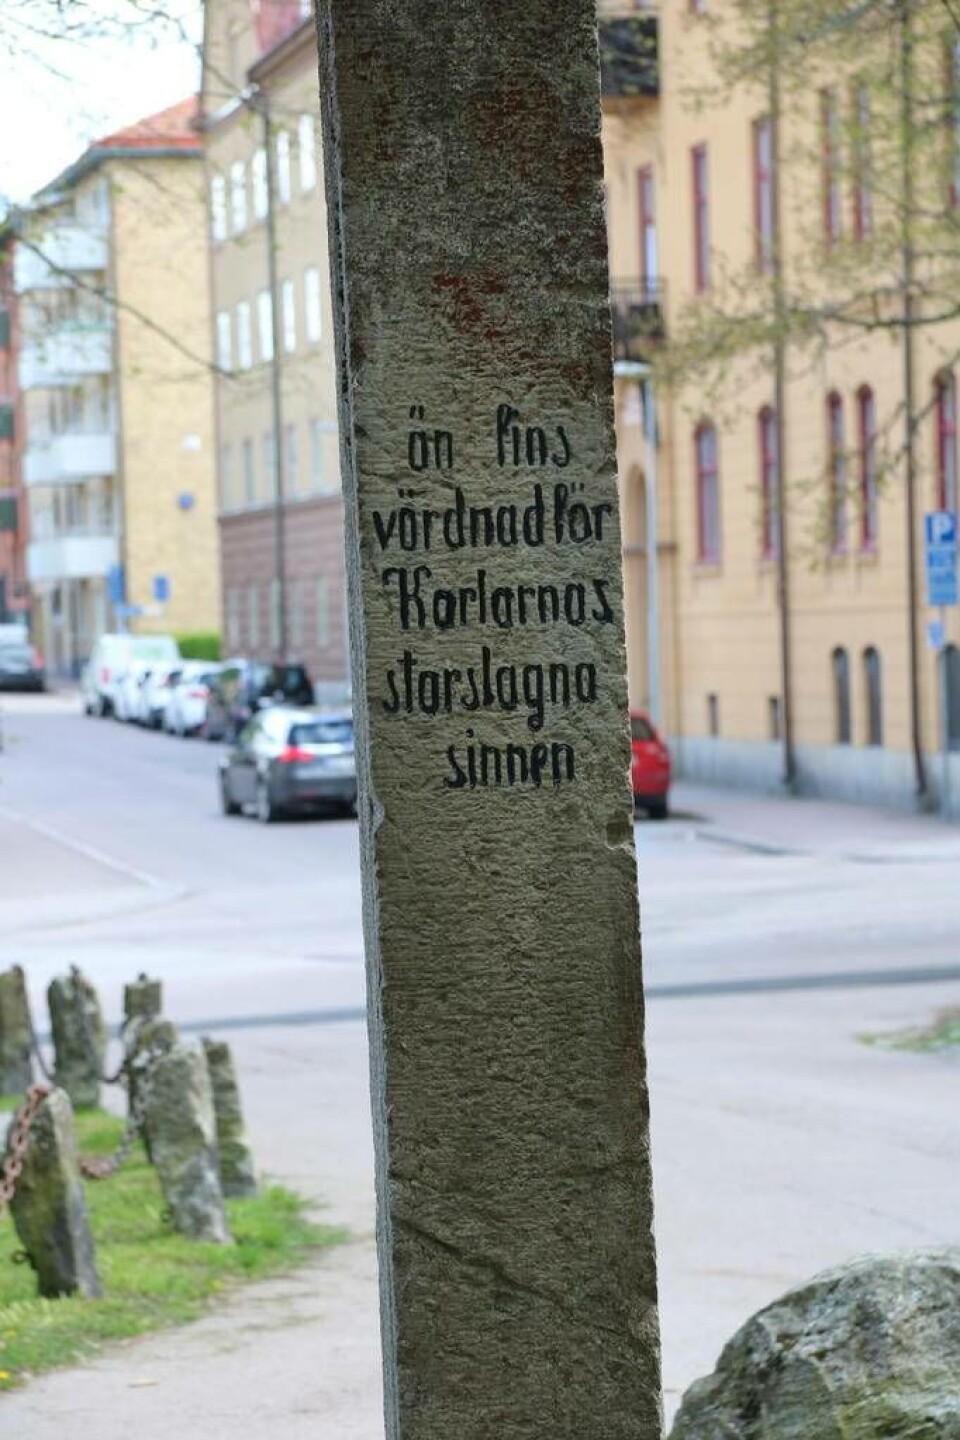 än fins
vördnad för
Karlarnas
storslagna
sinnen
P